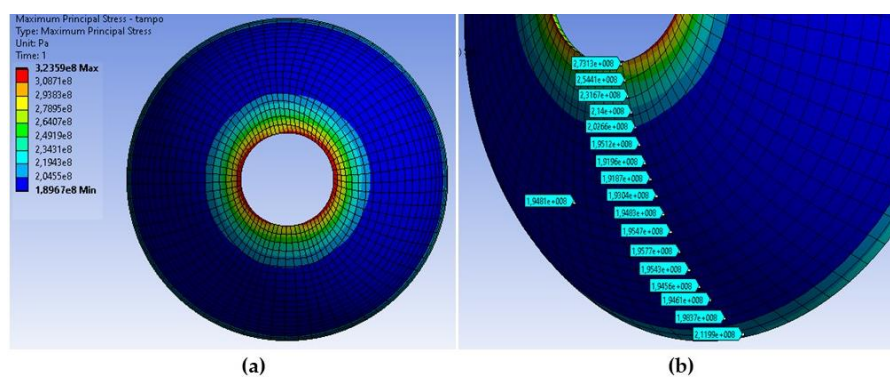 Maximum Principal Stress - tampo
Type: Maximum Principal Stress
Unit: Pa
Time: 1
3,2359e8 Max
3,0871e8
2,9383e8
2,7895e8
2,6407e8
2,4919e8
2,3431e8
2,1943e8
2,0455e8
1,8967e8 Min
2,7313e+008
2,5441e+008
2,3167e+008
2,14e+008
2,0266e+008
1,9512e+008
1,9196e+008
1,9187e+008
1,9304e+008
1,9481e+008
1,9483e+008
1,9547e+008
1,9577e+008
1,9543e+008
1,9456e+008
1,9461e+008
1,9837e+008
2,1199e+008
(a)
(b)